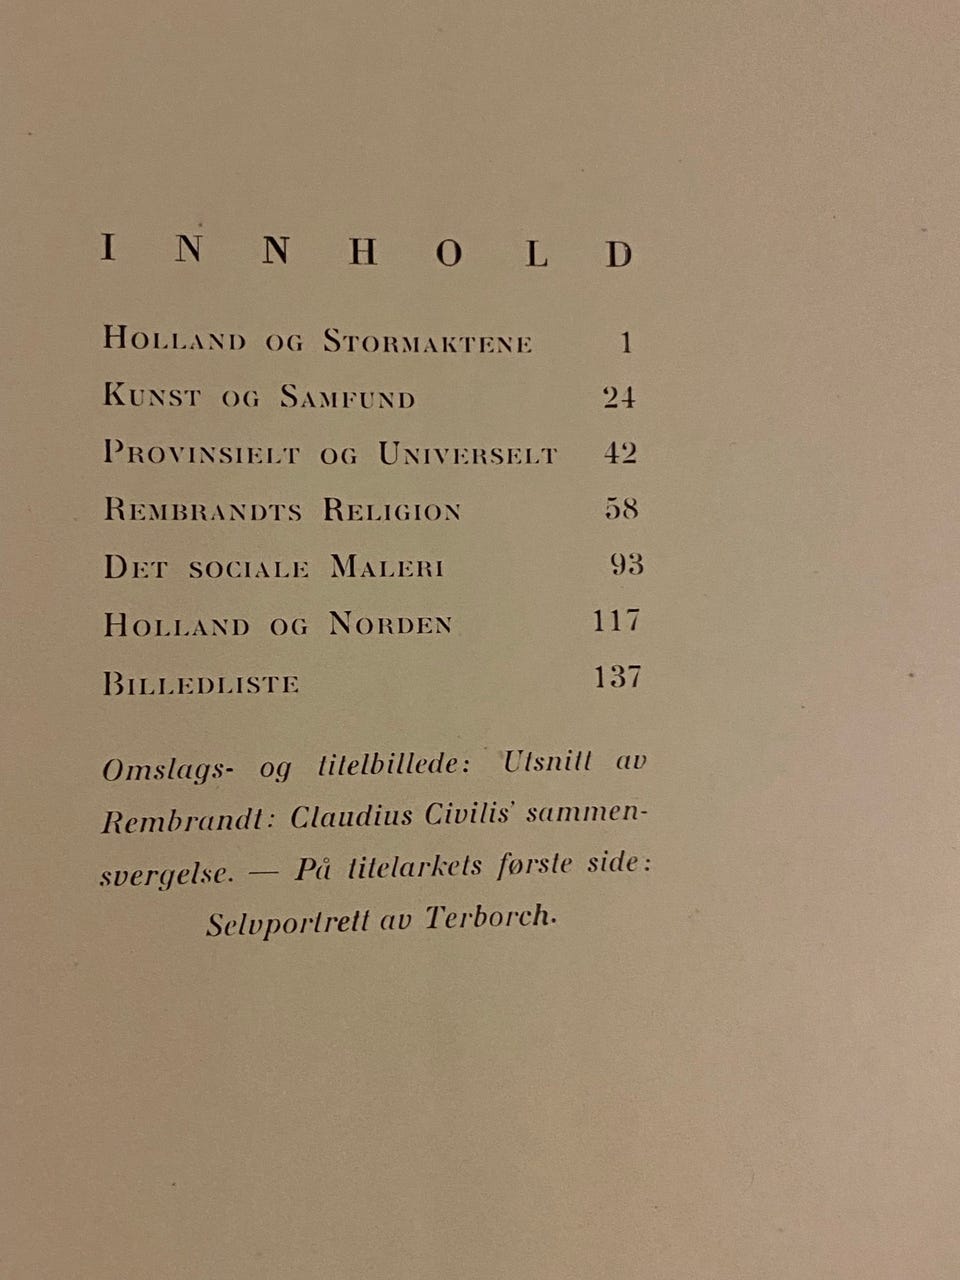 INNHOLD
HOLLAND OG STORMAKTENE 1
KUNST OG SAMFUND 24
PROVINSIELT OG UNIVERSELT 42
REMBRANDTS RELIGION 58
DET SOCIALE MALERI 93
HOLLAND OG NORDEN 117
BILLEDLISTE 137
Omslags- og titelbillede: Utsnitt av
Rembrandt: Claudius Civilis' sammen-
svergelse. — På titelarkets første side:
Selvportrett av Terborch.